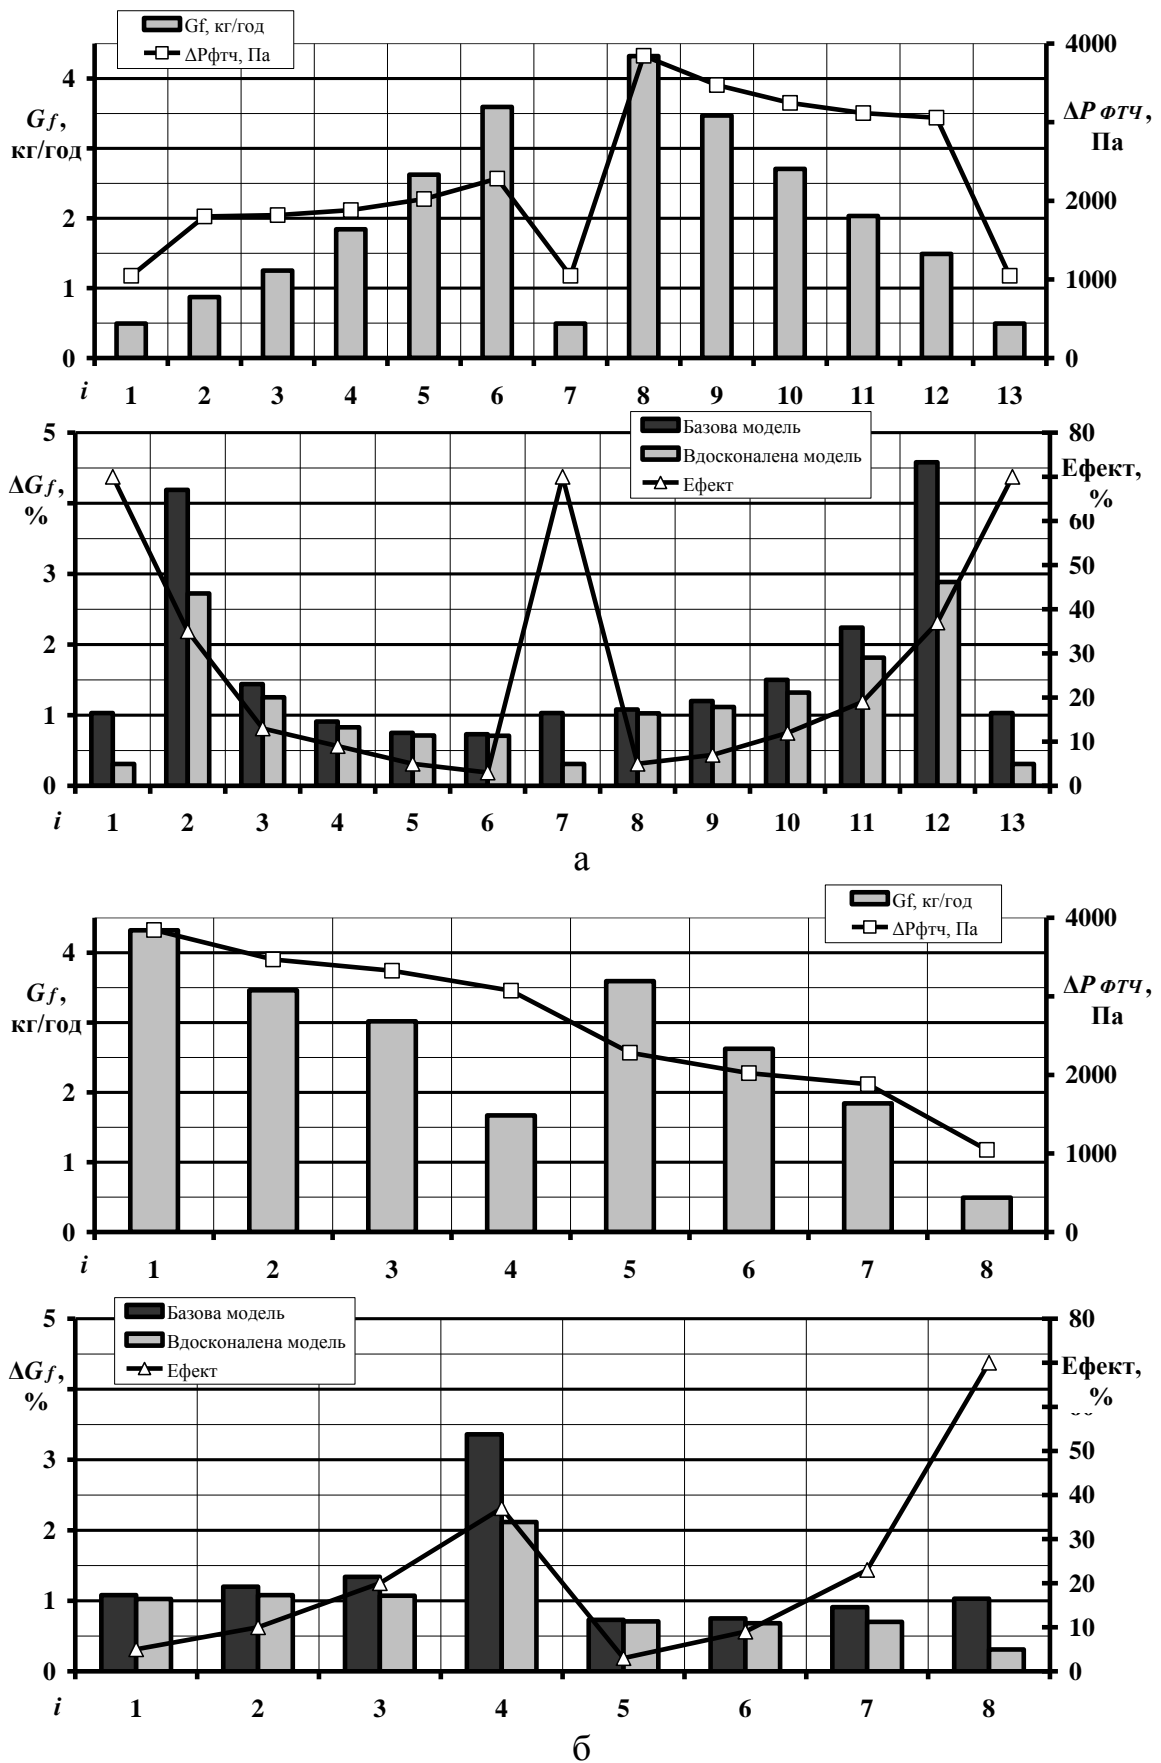 Gf, кг/год
ΔPфтч, Па
4
2
1
0
Gf,
кг/год
4000
2000
1000
0
ΔP ФТЧ,
Па
i 1 2 3 4 5 6 7 8 9 10 11 12 13
Базова модель
Вдосконалена модель
Ефект
5
3
2
1
0
ΔGf,
%
80
60
50
40
30
20
10
0
Ефект,
%
i 1 2 3 4 5 6 7 8 9 10 11 12 13
а
Gf, кг/год
ΔPфтч, Па
4
2
1
0
Gf,
кг/год
4000
2000
1000
0
ΔP ФТЧ,
Па
i 1 2 3 4 5 6 7 8
Базова модель
Вдосконалена модель
Ефект
5
3
2
1
0
ΔGf,
%
80
50
40
30
20
10
0
Ефект,
%
i 1 2 3 4 5 6 7 8
б